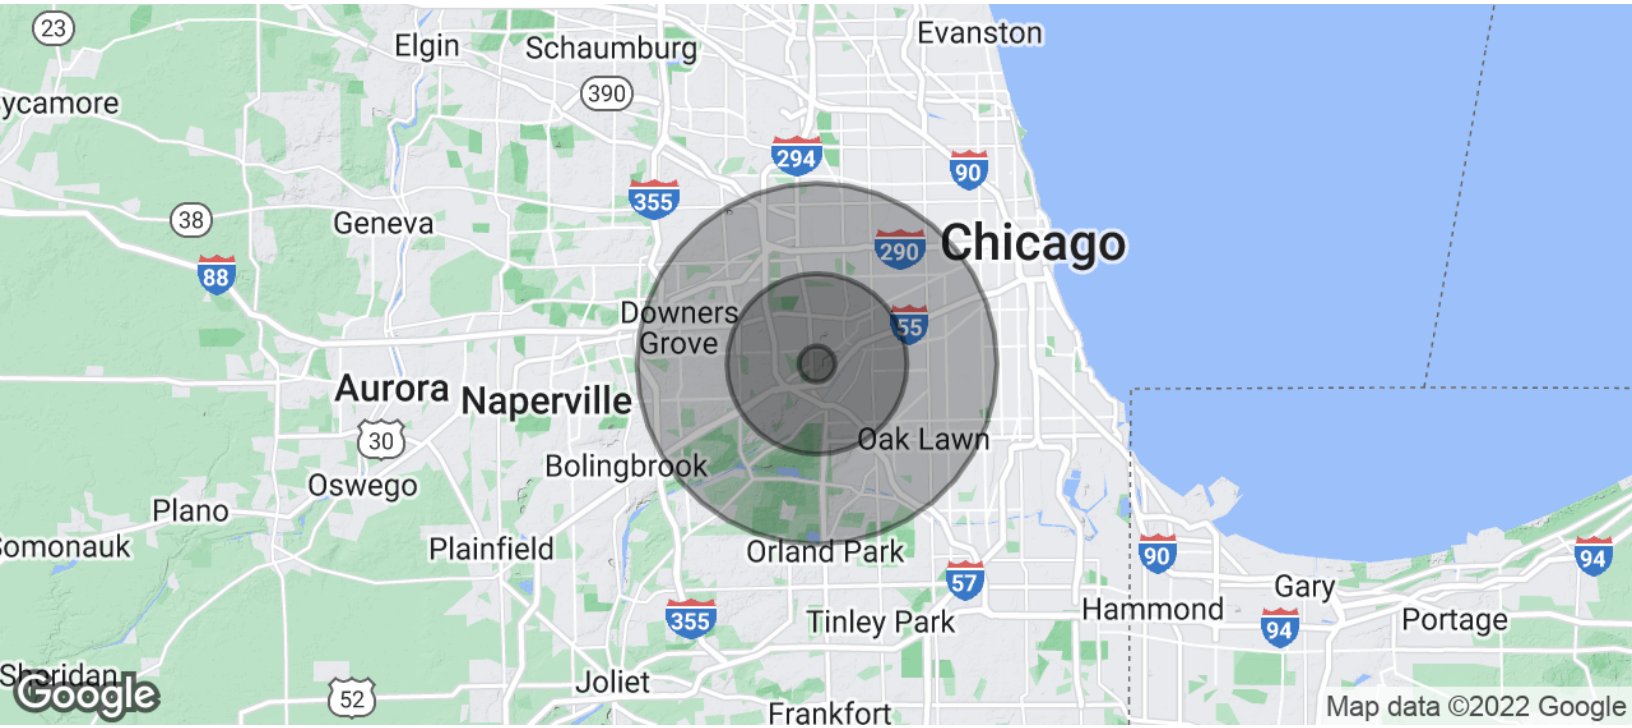 23
Elgin
Schaumburg
Evanston
390
ycamore
294
90
355
38
Geneva
290
Chicago
88
Downers
Grove
55
Aurora
Naperville
30
Oak Lawn
Bolingbrook
Oswego
Plano
Somonauk
Plainfield
Orland Park
90
94
57
Gary
Hammond
355
Tinley Park
94
Portage
Sheridan
Google
52
Joliet
Frankfort
Map data ©2022 Google